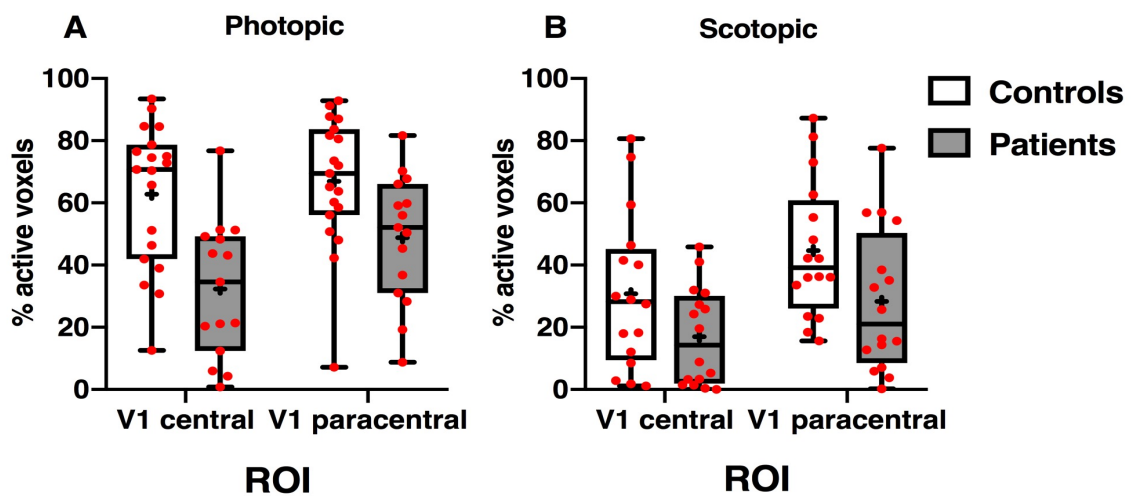 A
Photopic
% active voxels
100
80
60
40
20
0
V1 central
V1 paracentral
ROI
B
Scotopic
% active voxels
100
80
60
40
20
0
V1 central
V1 paracentral
ROI
Controls
Patients